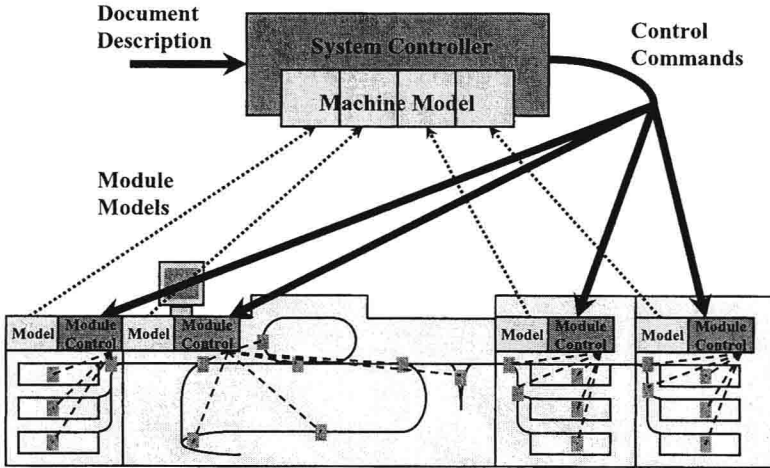 Document
Description
System Controller
Control
Commands
Machine Model
Module
Models
Model
Module
Control
Model
Module
Control
Model
Module
Control
Model
Module
Control